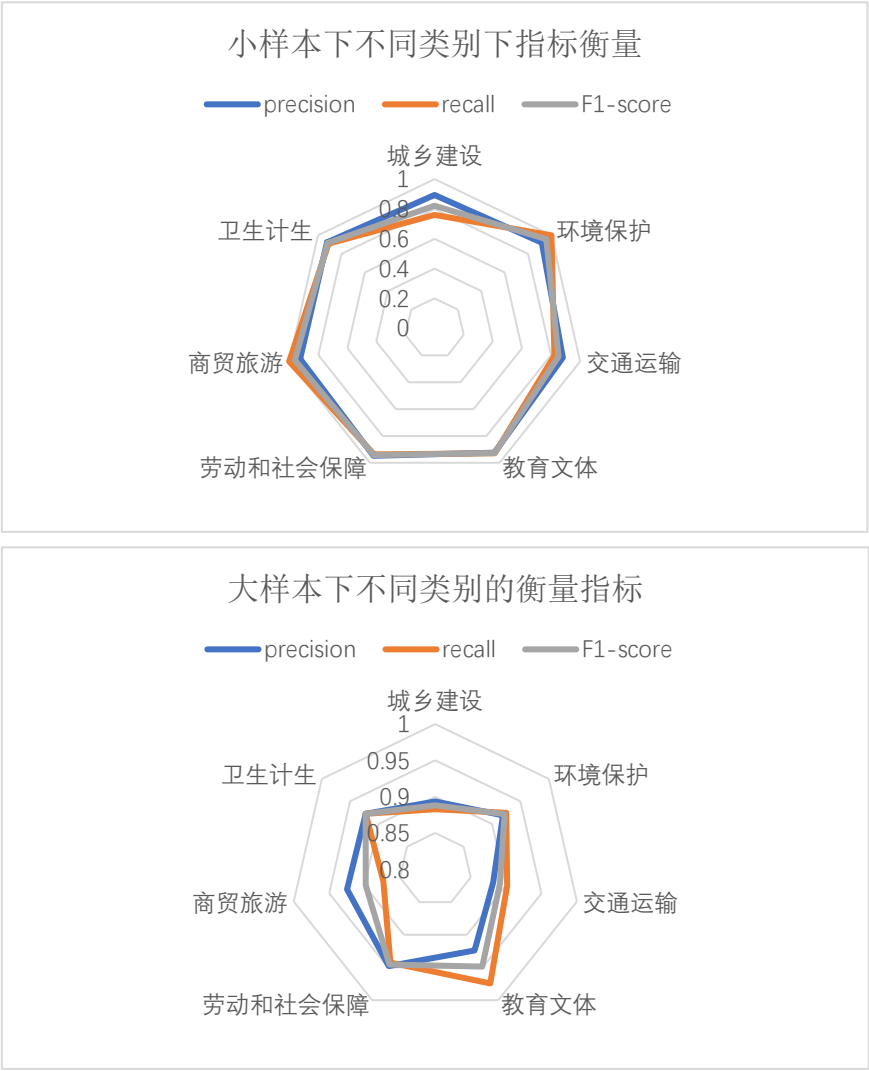 小样本下不同类别下指标衡量
precision recall F1-score
城乡建设
1
0.8
0.6
0.4
0.2
0
环境保护
交通运输
教育文体
劳动和社会保障
商贸旅游
卫生计生
大样本下不同类别的衡量指标
precision recall F1-score
城乡建设
1
0.95
0.9
0.85
0.8
环境保护
交通运输
教育文体
劳动和社会保障
商贸旅游
卫生计生